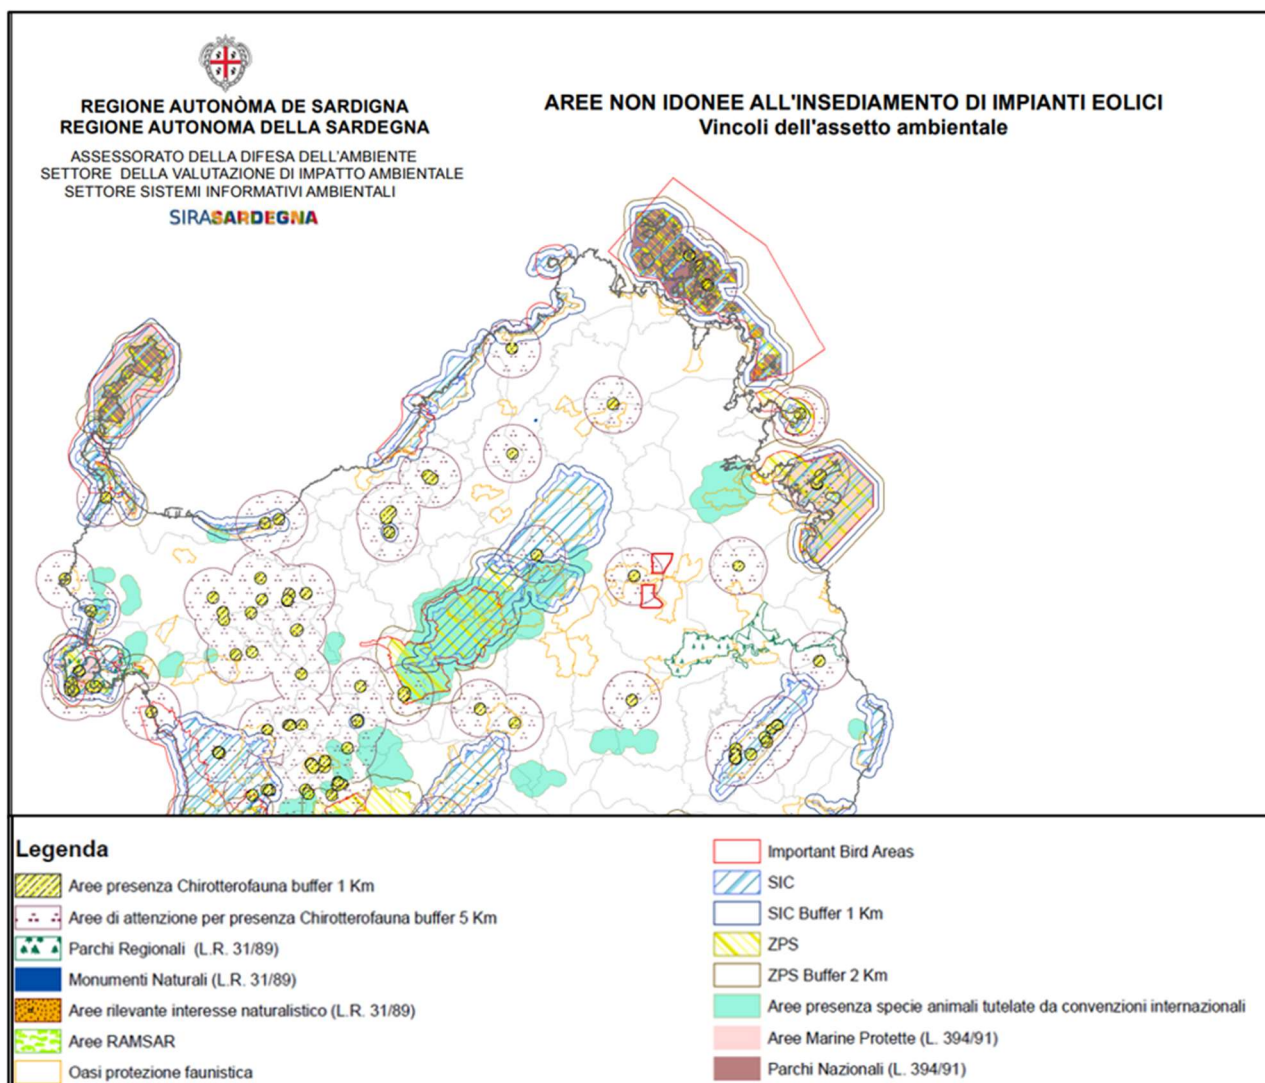 REGIONE AUTONÒMA DE SARDIGNA
REGIONE AUTONOMA DELLA SARDEGNA
ASSESSORATO DELLA DIFESA DELL'AMBIENTE
SETTORE DELLA VALUTAZIONE DI IMPATTO AMBIENTALE
SETTORE SISTEMI INFORMATIVI AMBIENTALI
SIRASARDEGNA
AREE NON IDONEE ALL'INSEDIAMENTO DI IMPIANTI EOLICI
Vincoli dell'assetto ambientale
Legenda
Aree presenza Chirotterofauna buffer 1 Km
Aree di attenzione per presenza Chirotterofauna buffer 5 Km
Parchi Regionali (L.R. 31/89)
Monumenti Naturali (L.R. 31/89)
Aree rilevante interesse naturalistico (L.R. 31/89)
Aree RAMSAR
Oasi protezione faunistica
Important Bird Areas
SIC
SIC Buffer 1 Km
ZPS
ZPS Buffer 2 Km
Aree presenza specie animali tutelate da convenzioni internazionali
Aree Marine Protette (L. 394/91)
Parchi Nazionali (L. 394/91)